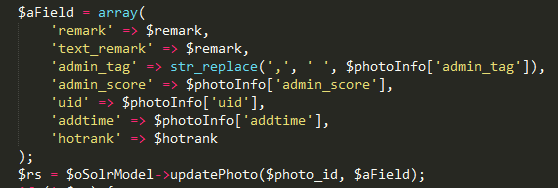 $aField = array(
'remark' => $remark,
'text_remark' => $remark,
'admin_tag' => str_replace(',', ' ', $photoInfo['admin_tag']),
'admin_score' => $photoInfo['admin_score'],
'uid' => $photoInfo['uid'],
'addtime' => $photoInfo['addtime'],
'hotrank' => $hotrank
);
$rs = $oSolrModel->updatePhoto($photo_id, $aField);